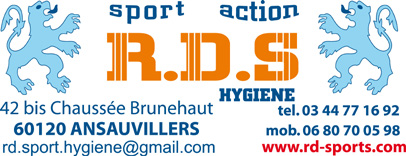 sport action
R.D.S
HYGIENE
42 bis Chaussée Brunehaut
60120 ANSAUVILLERS
rd.sport.hygiene@gmail.com
tel. 03 44 77 16 92
mob. 06 80 70 05 98
www.rd-sports.com